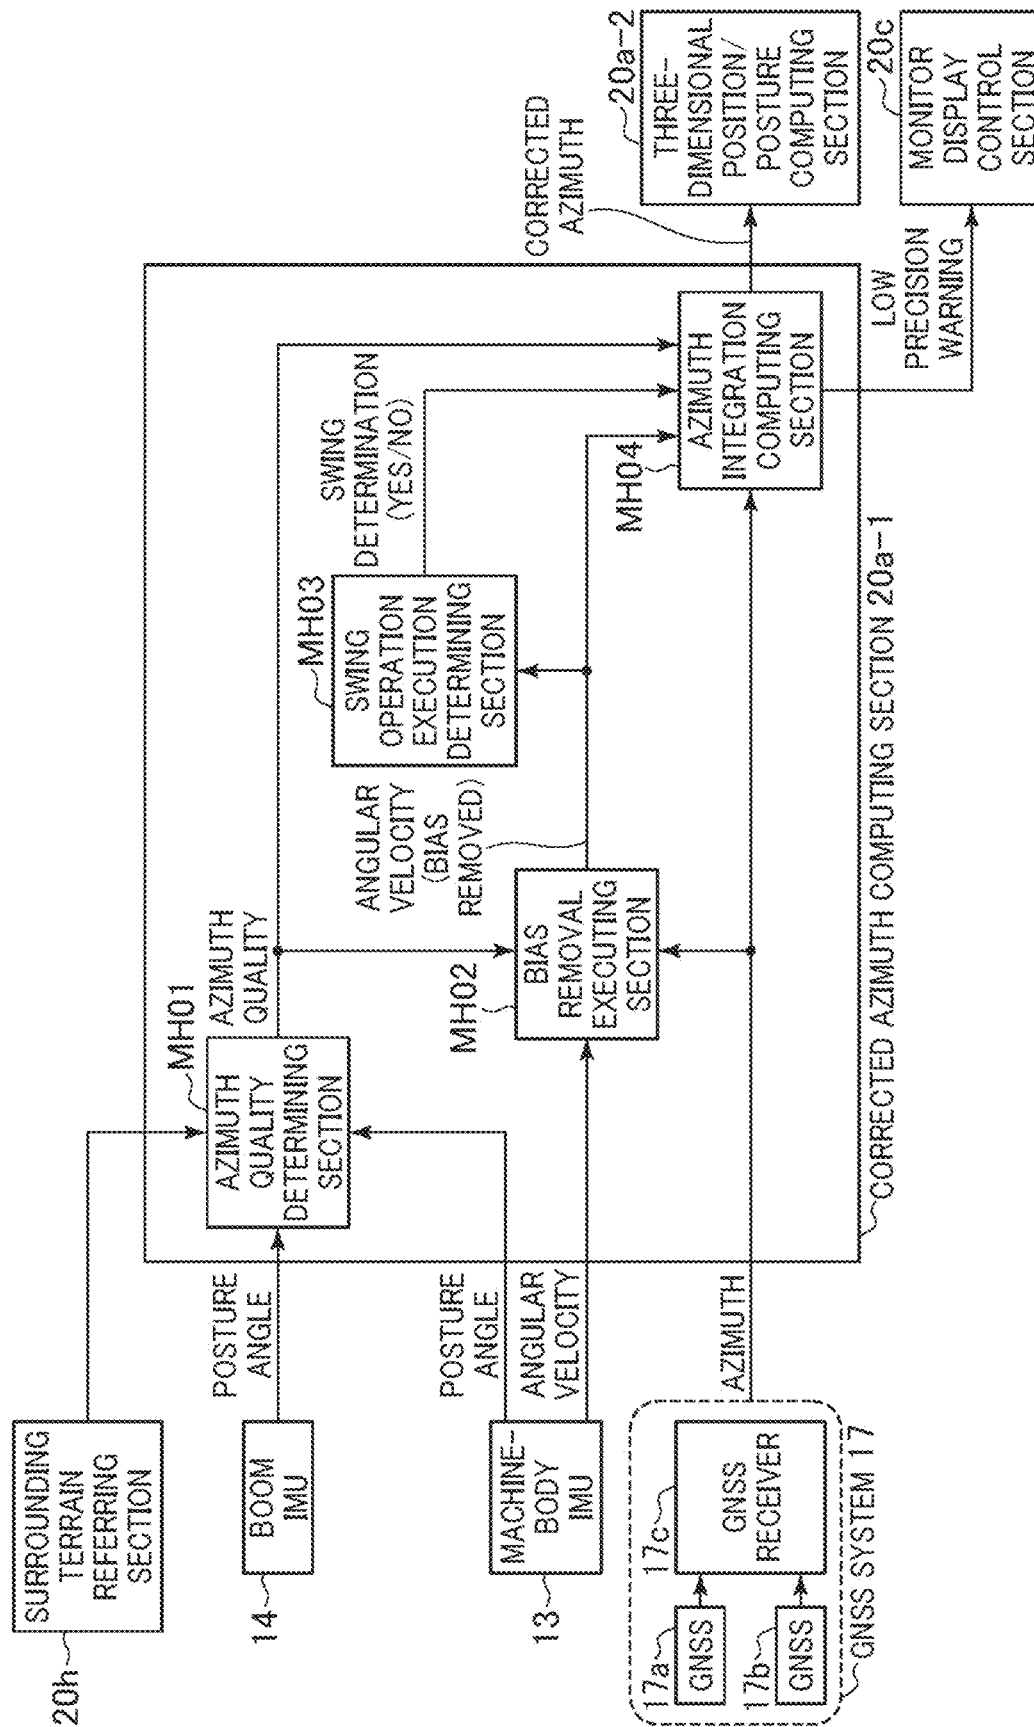 20h
SURROUNDING
TERRAIN
REFERRING
SECTION
14
BOOM
IMU
POSTURE
ANGLE
13
MACHINE-
BODY
IMU
POSTURE
ANGLE
ANGULAR
VELOCITY
17a
GNSS
17b
GNSS
17c
GNSS
RECEIVER
GNSS SYSTEM 17
AZIMUTH
MH01
AZIMUTH
QUALITY
DETERMINING
SECTION
AZIMUTH
QUALITY
MH02
BIAS
REMOVAL
EXECUTING
SECTION
ANGULAR
VELOCITY
(BIAS
REMOVED)
MH03
SWING
OPERATION
EXECUTION
DETERMINING
SECTION
SWING
DETERMINATION
(YES/NO)
MH04
AZIMUTH
INTEGRATION
COMPUTING
SECTION
CORRECTED AZIMUTH COMPUTING SECTION 20a-1
CORRECTED
AZIMUTH
LOW
PRECISION
WARNING
20a-2
THREE-
DIMENSIONAL
POSITION/
POSTURE
COMPUTING
SECTION
20c
MONITOR
DISPLAY
CONTROL
SECTION